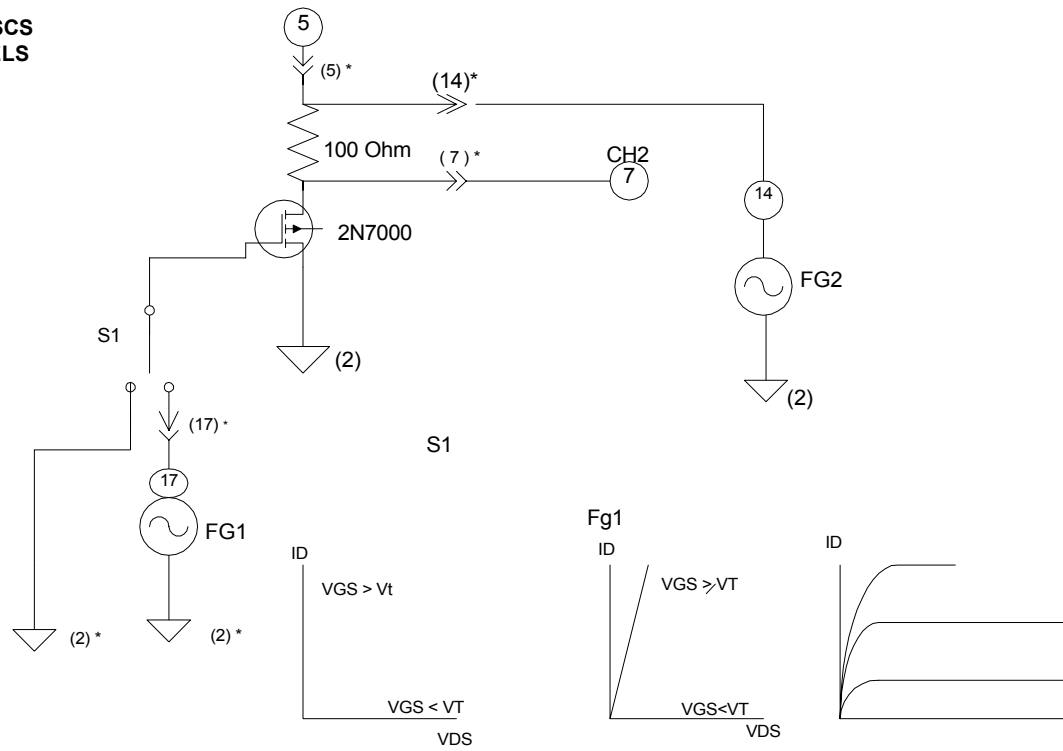 SCS
ELS
5
(5) *
(14)*
100 Ohm
( 7 ) *
CH2
7
14
2N7000
FG2
S1
(2)
(2)
(17) *
S1
17
FG1
Fg1
ID
ID
ID
VGS > Vt
VGS > VT
(2) *
(2) *
VGS < VT
VGS<VT
VDS
VDS